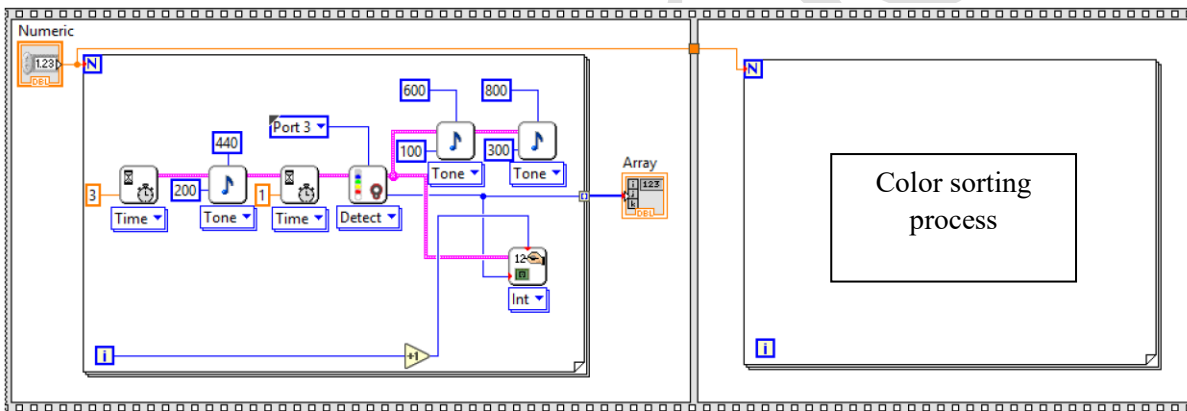 Numeric
1.23
DBL
N
N
600
800
Port 3
440
100
300
Tone
Tone
Array
3
200
1
i 123
j
k
DBL
Time
Tone
Time
Detect
Color sorting
process
12
Int
i
+1
i